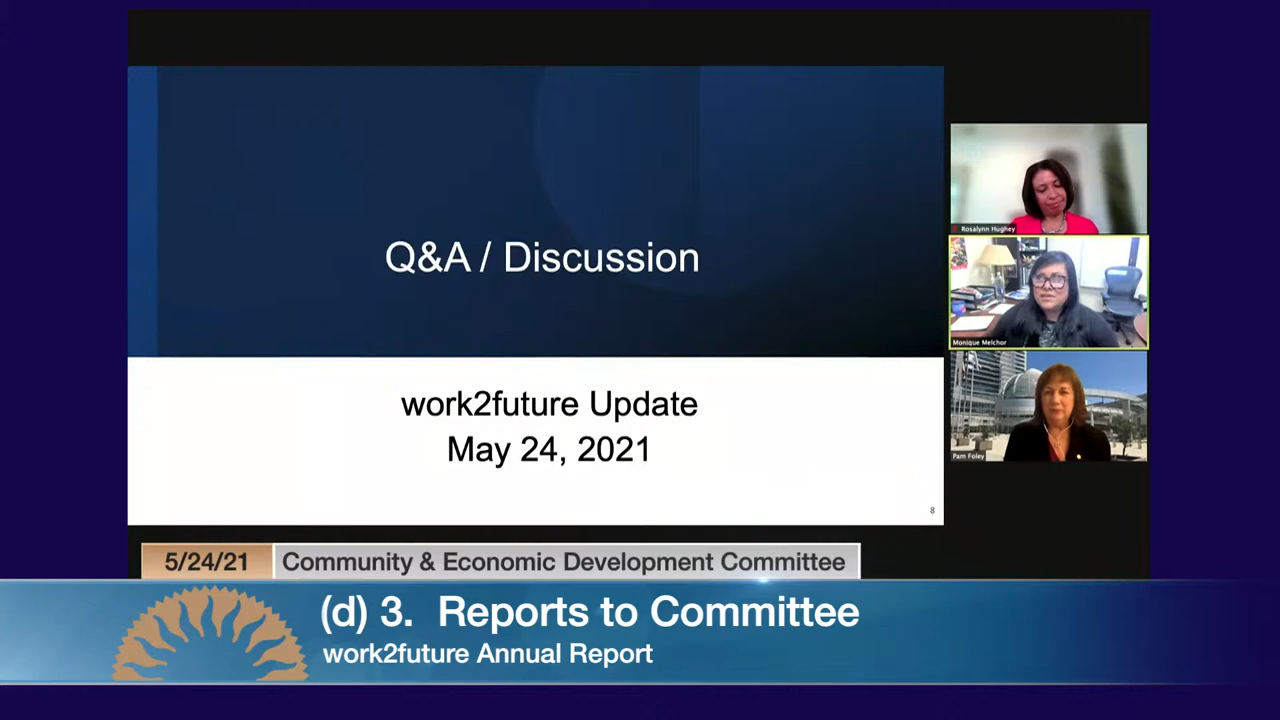 Q&A / Discussion
work2future Update
May 24, 2021
8
Rosalynn Hughey
Monique Melchor
Pam Foley
5/24/21 Community & Economic Development Committee
(d) 3. Reports to Committee
work2future Annual Report